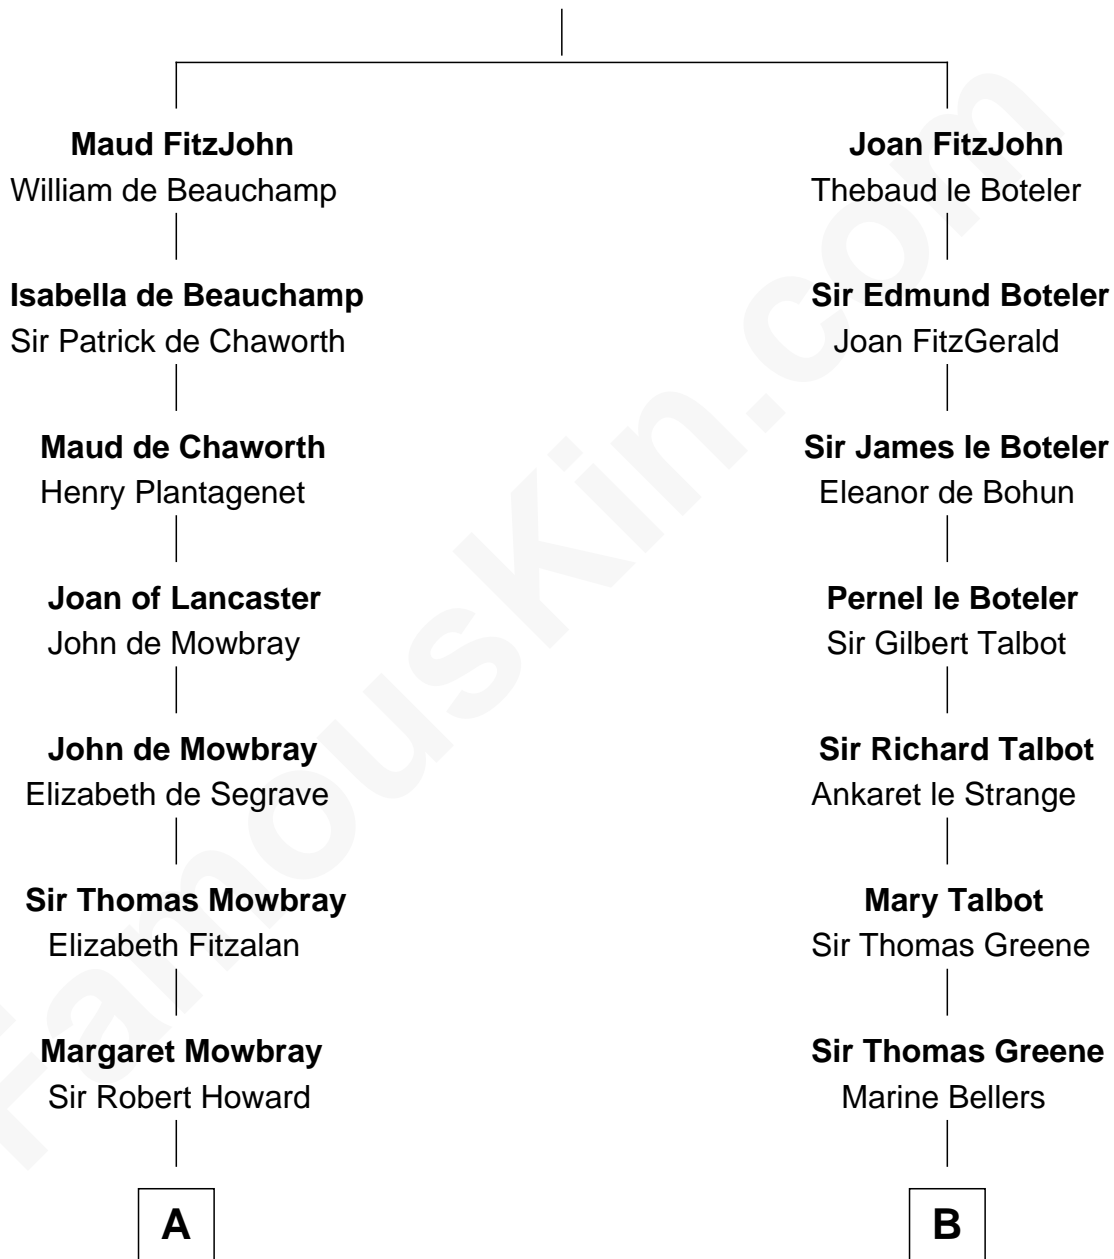 Maud FitzJohn
William de Beauchamp
Isabella de Beauchamp
Sir Patrick de Chaworth
Maud de Chaworth
Henry Plantagenet
Joan of Lancaster
John de Mowbray
John de Mowbray
Elizabeth de Segrave
Sir Thomas Mowbray
Elizabeth Fitzalan
Margaret Mowbray
Sir Robert Howard
A
Joan FitzJohn
Thebaud le Boteler
Sir Edmund Boteler
Joan FitzGerald
Sir James le Boteler
Eleanor de Bohun
Pernel le Boteler
Sir Gilbert Talbot
Sir Richard Talbot
Ankaret le Strange
Mary Talbot
Sir Thomas Greene
Sir Thomas Greene
Marine Bellers
B
FamousKin.com